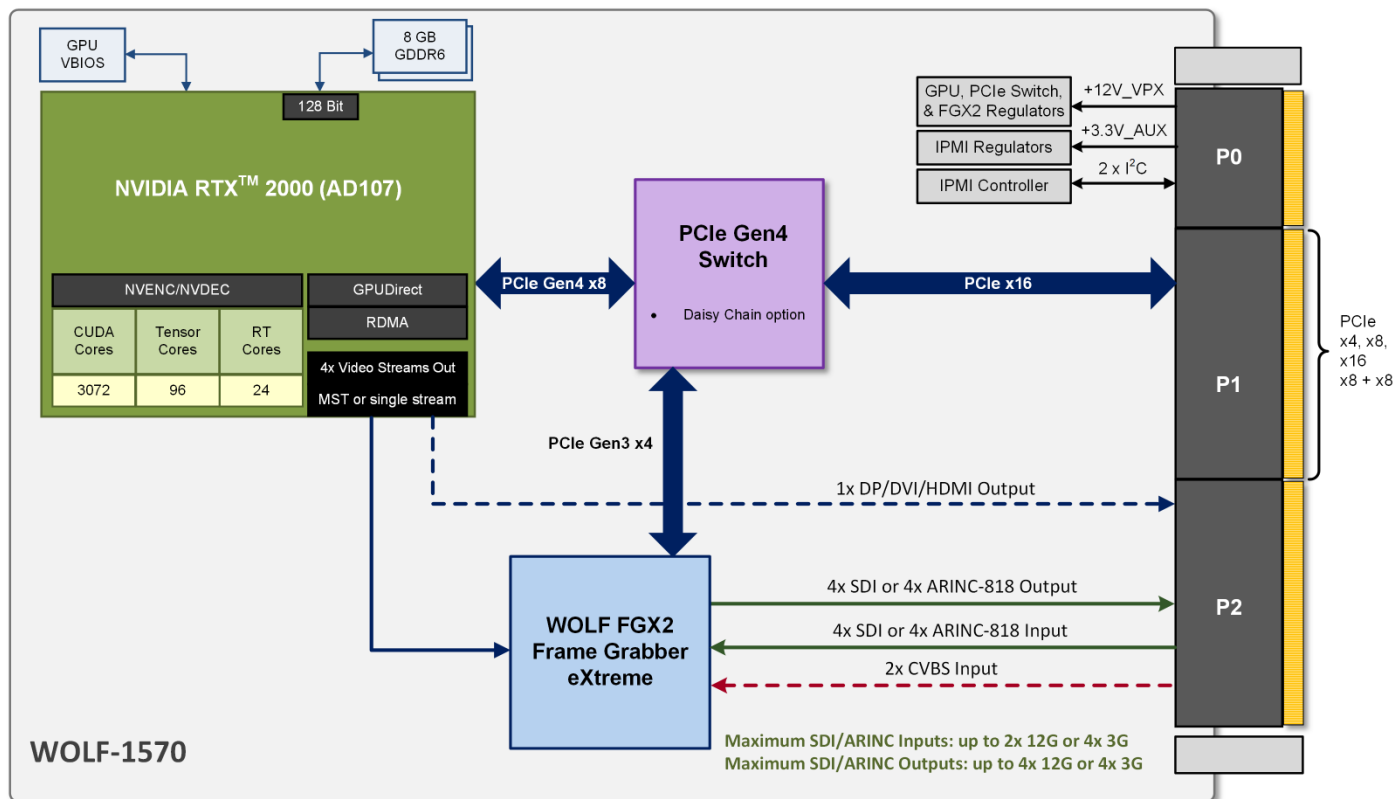 GPU
VBIOS
8 GB
GDDR6
128 Bit
NVIDIA RTX™ 2000 (AD107)
NVENC/NVDEC
CUDA
Cores
Tensor
Cores
RT
Cores
3072
96
24
GPUDirect
RDMA
4x Video Streams Out
MST or single stream
PCIe Gen4 x8
PCIe Gen4
Switch
• Daisy Chain option
PCIe x16
GPU, PCIe Switch,
& FGX2 Regulators
+12V_VPX
IPMI Regulators
+3.3V_AUX
IPMI Controller
2 x I²C
P0
P1
PCIe
x4, x8,
x16
x8 + x8
PCIe Gen3 x4
1x DP/DVI/HDMI Output
WOLF FGX2
Frame Grabber
eXtreme
4x SDI or 4x ARINC-818 Output
4x SDI or 4x ARINC-818 Input
2x CVBS Input
P2
WOLF-1570
Maximum SDI/ARINC Inputs: up to 2x 12G or 4x 3G
Maximum SDI/ARINC Outputs: up to 4x 12G or 4x 3G